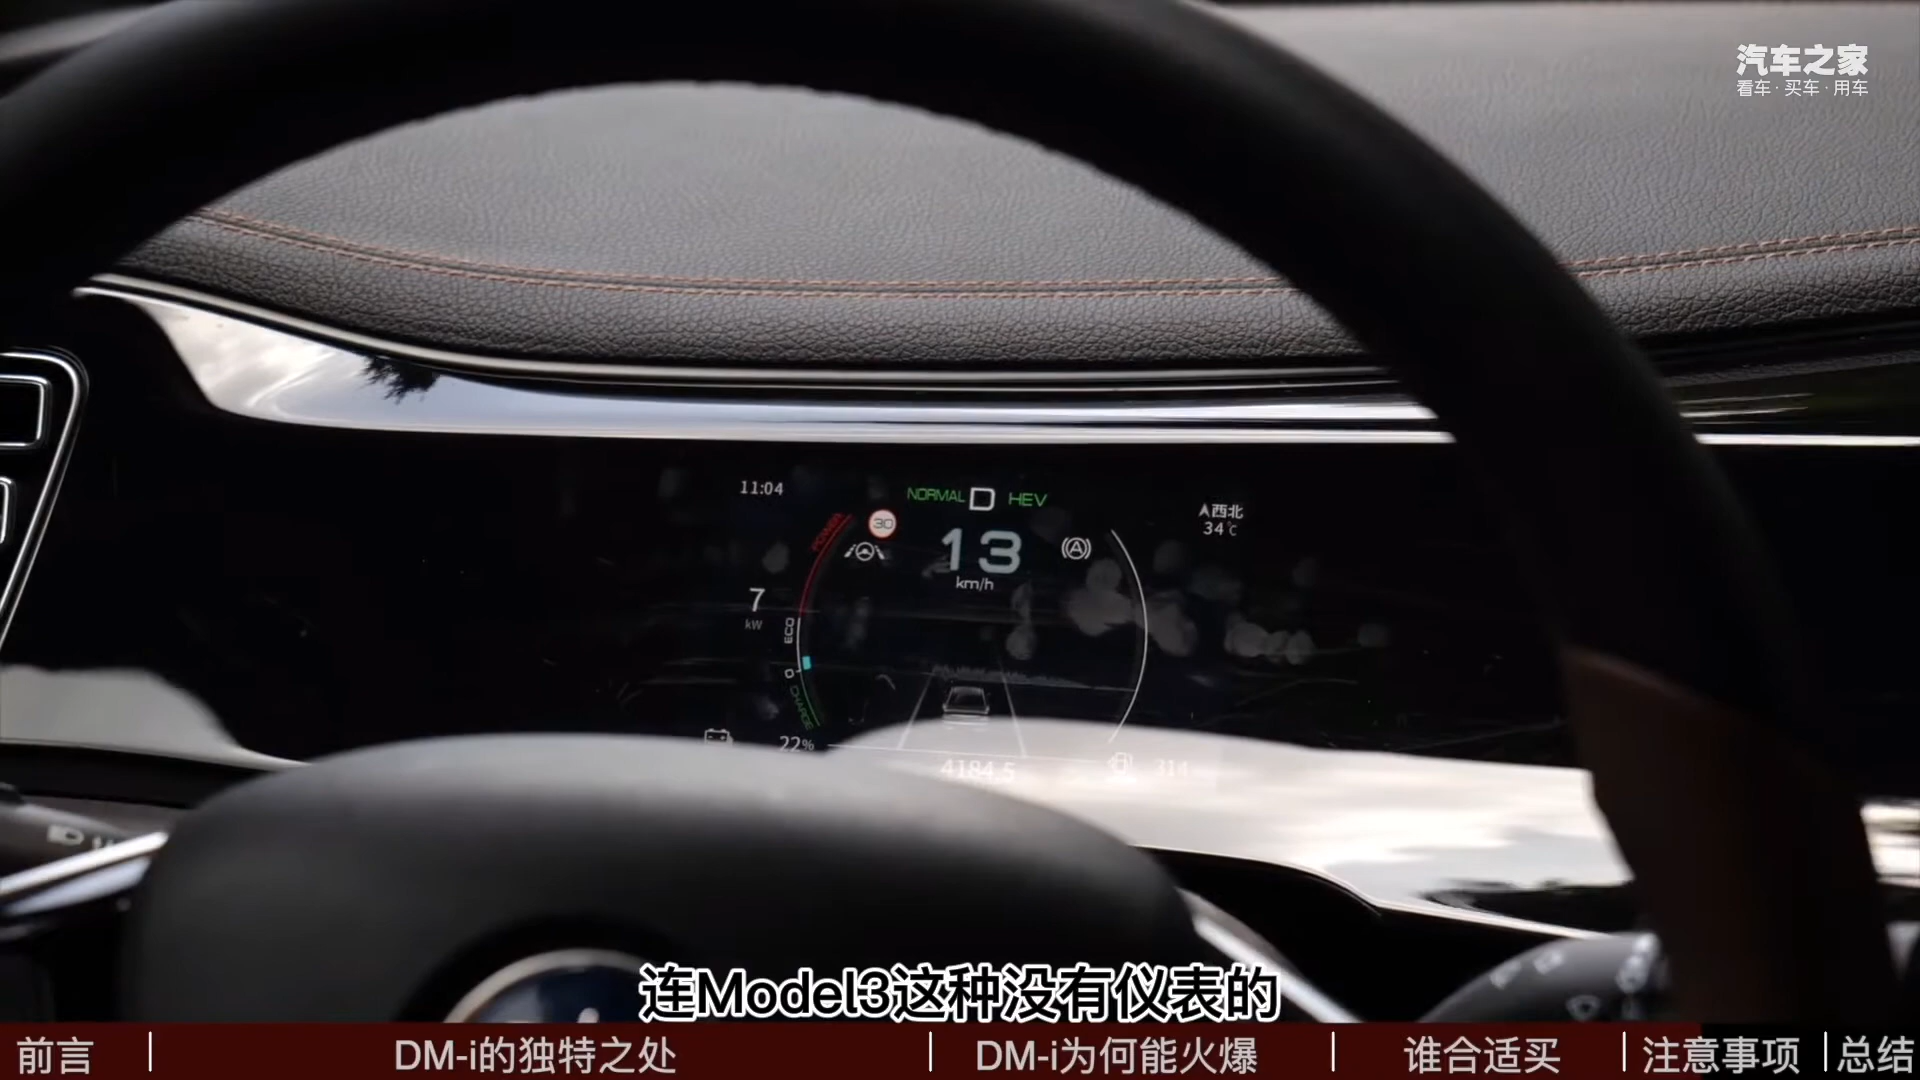 汽车之家
看车·买车·用车
11:04
NORMAL D HEV
西北
34℃
30
POWER
13
km/h
7
kW
ECO
0
CHARGE
22%
4184.5
314
连Model3这种没有仪表的
前言
DM-i的独特之处
DM-i为何能火爆
谁合适买
注意事项
总结